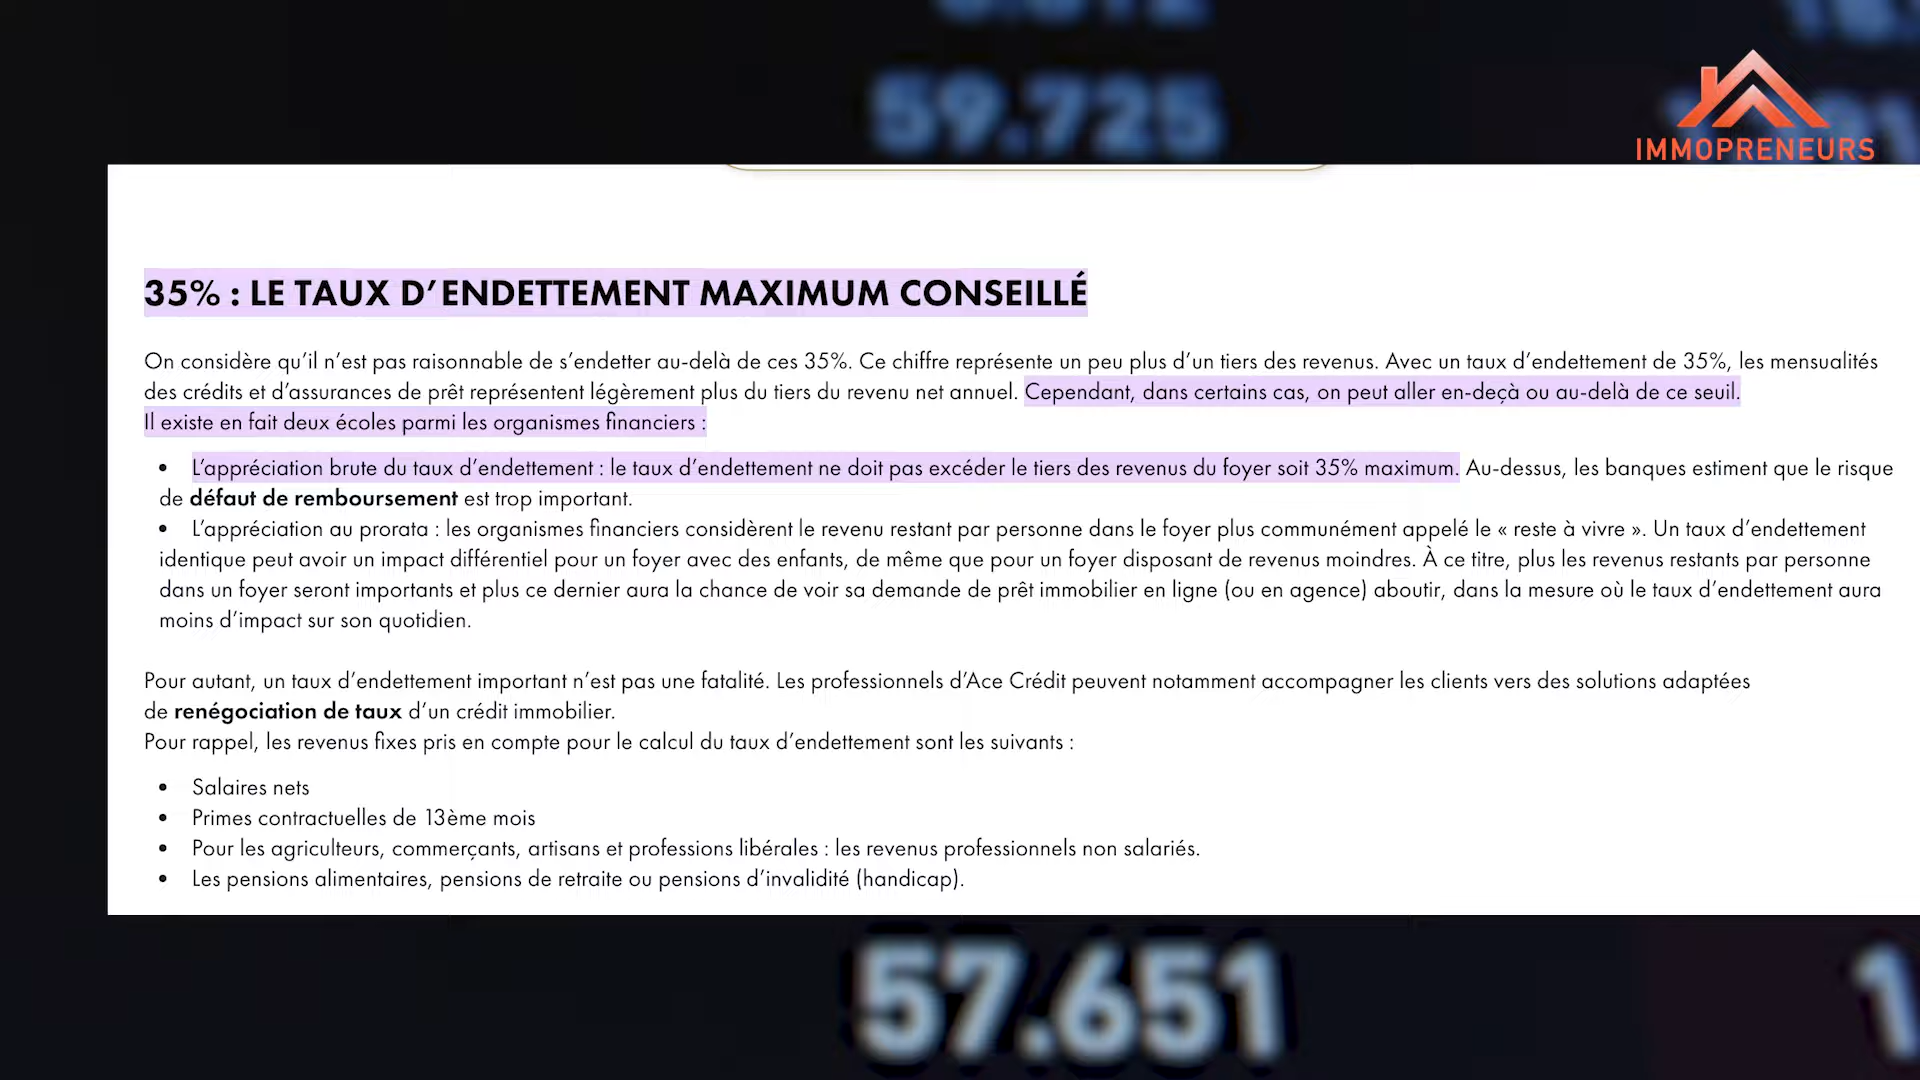 59.725
IMMOPRENEURS
35% : LE TAUX D’ENDETTEMENT MAXIMUM CONSEILLÉ
On considère qu’il n’est pas raisonnable de s’endetter au-delà de ces 35%. Ce chiffre représente un peu plus d’un tiers des revenus. Avec un taux d’endettement de 35%, les mensualités
des crédits et d’assurances de prêt représentent légèrement plus du tiers du revenu net annuel. Cependant, dans certains cas, on peut aller en-deçà ou au-delà de ce seuil.
Il existe en fait deux écoles parmi les organismes financiers :
• L’appréciation brute du taux d’endettement : le taux d’endettement ne doit pas excéder le tiers des revenus du foyer soit 35% maximum. Au-dessus, les banques estiment que le risque
de défaut de remboursement est trop important.
• L’appréciation au prorata : les organismes financiers considèrent le revenu restant par personne dans le foyer plus communément appelé le « reste à vivre ». Un taux d’endettement
identique peut avoir un impact différentiel pour un foyer avec des enfants, de même que pour un foyer disposant de revenus moindres. À ce titre, plus les revenus restants par personne
dans un foyer seront importants et plus ce dernier aura la chance de voir sa demande de prêt immobilier en ligne (ou en agence) aboutir, dans la mesure où le taux d’endettement aura
moins d’impact sur son quotidien.
Pour autant, un taux d’endettement important n’est pas une fatalité. Les professionnels d’Ace Crédit peuvent notamment accompagner les clients vers des solutions adaptées
de renégociation de taux d’un crédit immobilier.
Pour rappel, les revenus fixes pris en compte pour le calcul du taux d’endettement sont les suivants :
• Salaires nets
• Primes contractuelles de 13ème mois
• Pour les agriculteurs, commerçants, artisans et professions libérales : les revenus professionnels non salariés.
• Les pensions alimentaires, pensions de retraite ou pensions d’invalidité (handicap).
57.651